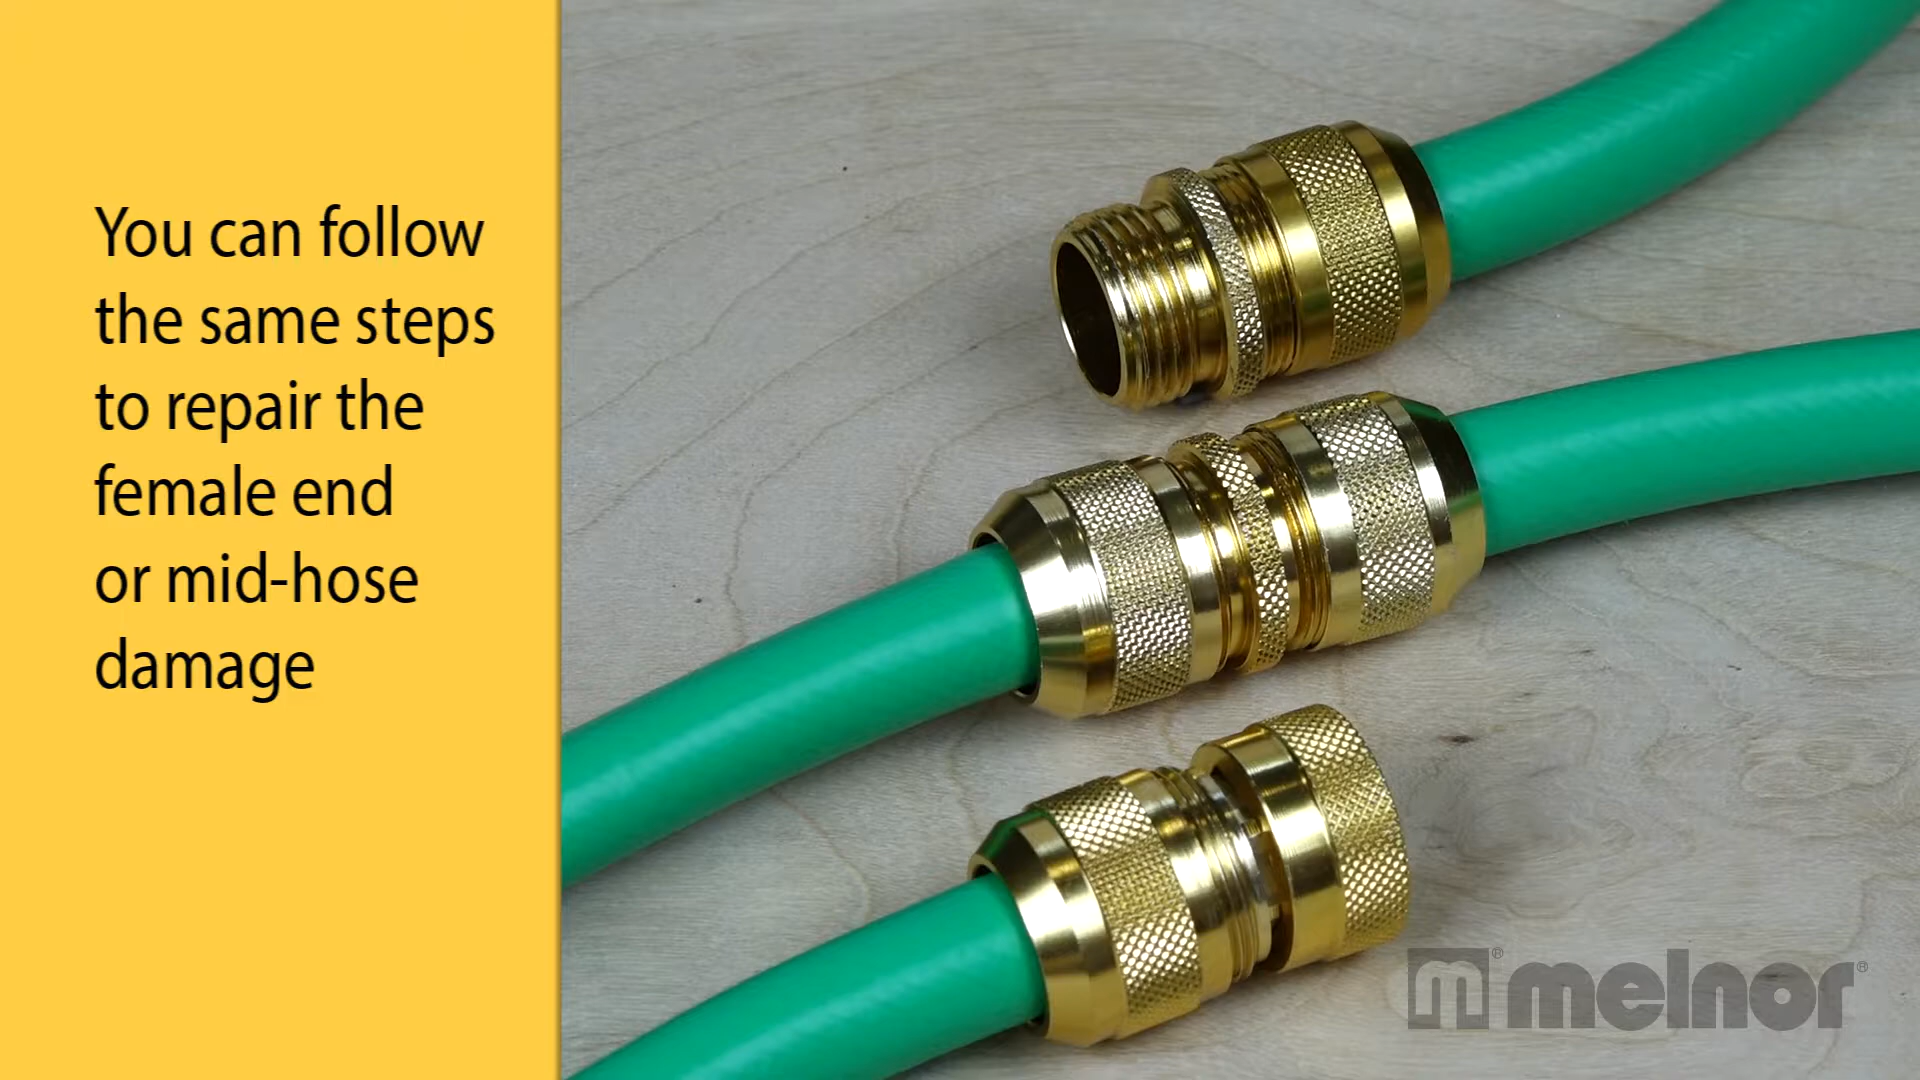 You can follow
the same steps
to repair the
female end
or mid-hose
damage
m® melnor®